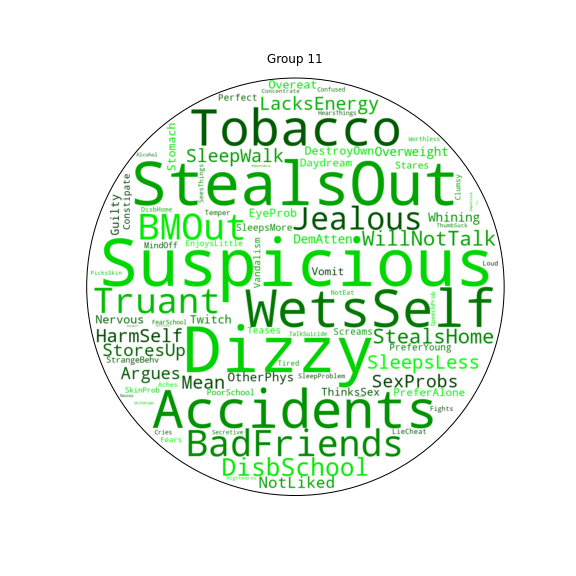 Group 11
Overeat
Concentrate Confused
Perfect LacksEnergy
HearsThings
Tobacco
Worthless
Stomach
DestroyOwn Overweight
Alcohol SleepWalk
Daydream Stares
StealsOut
SeesThings
Clumsy
Constipate
Guilty
DisbHome Temper EyeProb Jealous Whining
BMOut SleepsMore ThumbSuck
DemAtten WillNotTalk
MindOff EnjoysLittle
Vandalism
Suspicious
Vomit Loud
PicksSkin
NotEat
Truant WetsSelf
Nervous FearSchool Twitch
Teases TalkSuicide Screams
HarmSelf StealsHome
StoresUp PreferYoung
StrangeBehv Dizzy
Tired SleepsLess
Argues Mean OtherPhys SleepProblem SexProbs
Aches
SkinProb PoorSchool ThinksSex PreferAlone
Accidents
Fights
Cries Secretive LieCheat
Fears BadFriends
DisbSchool
Nightmares NotLiked